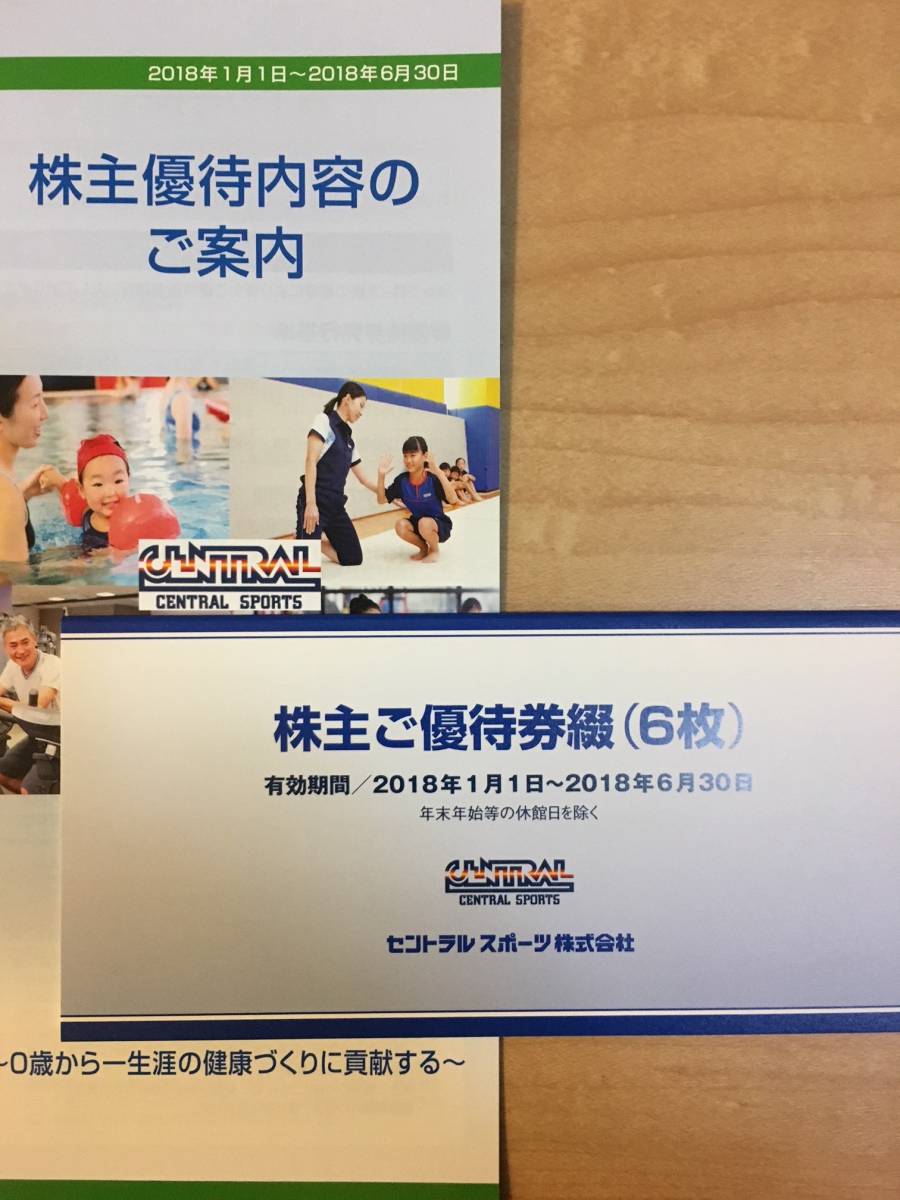 2018年1月1日～2018年6月30日
株主優待内容の
ご案内
CENTRAL
CENTRAL SPORTS
株主ご優待券綴(6枚)
有効期間／2018年1月1日～2018年6月30日
年末年始等の休館日を除く
CENTRAL
CENTRAL SPORTS
セントラルスポーツ株式会社
～0歳から一生涯の健康づくりに貢献する～